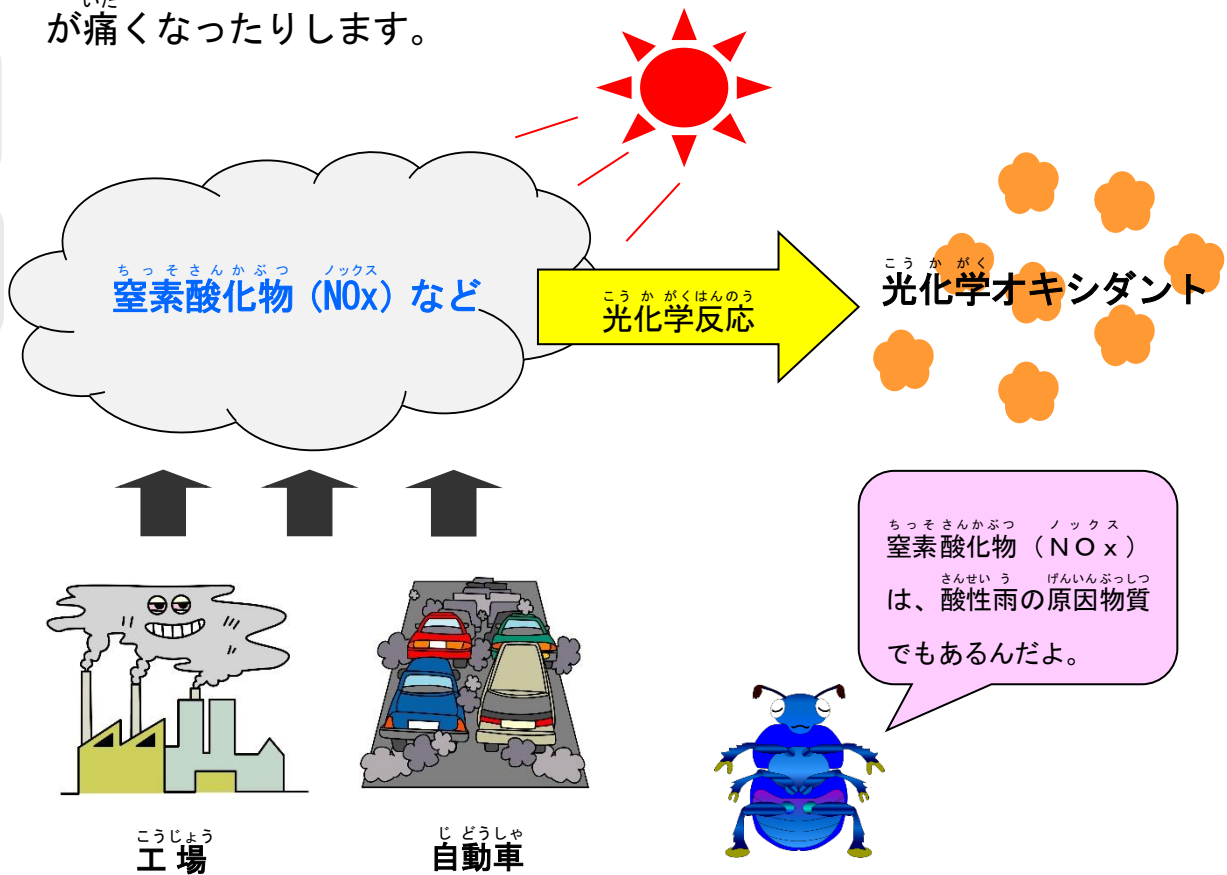 が痛くなったりします。
窒素酸化物（NOx）など
光化学反応
光化学オキシダント
窒素酸化物（ＮＯｘ）
は、酸性雨の原因物質
でもあるんだよ。
工場
自動車